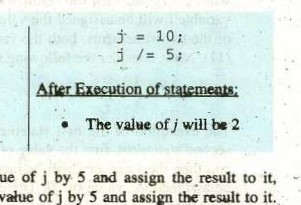 j = 10;
j /= 5;
After Execution of statements:
• The value of j will be 2
ue of j by 5 and assign the result to it,
value of j by 5 and assign the result to it.